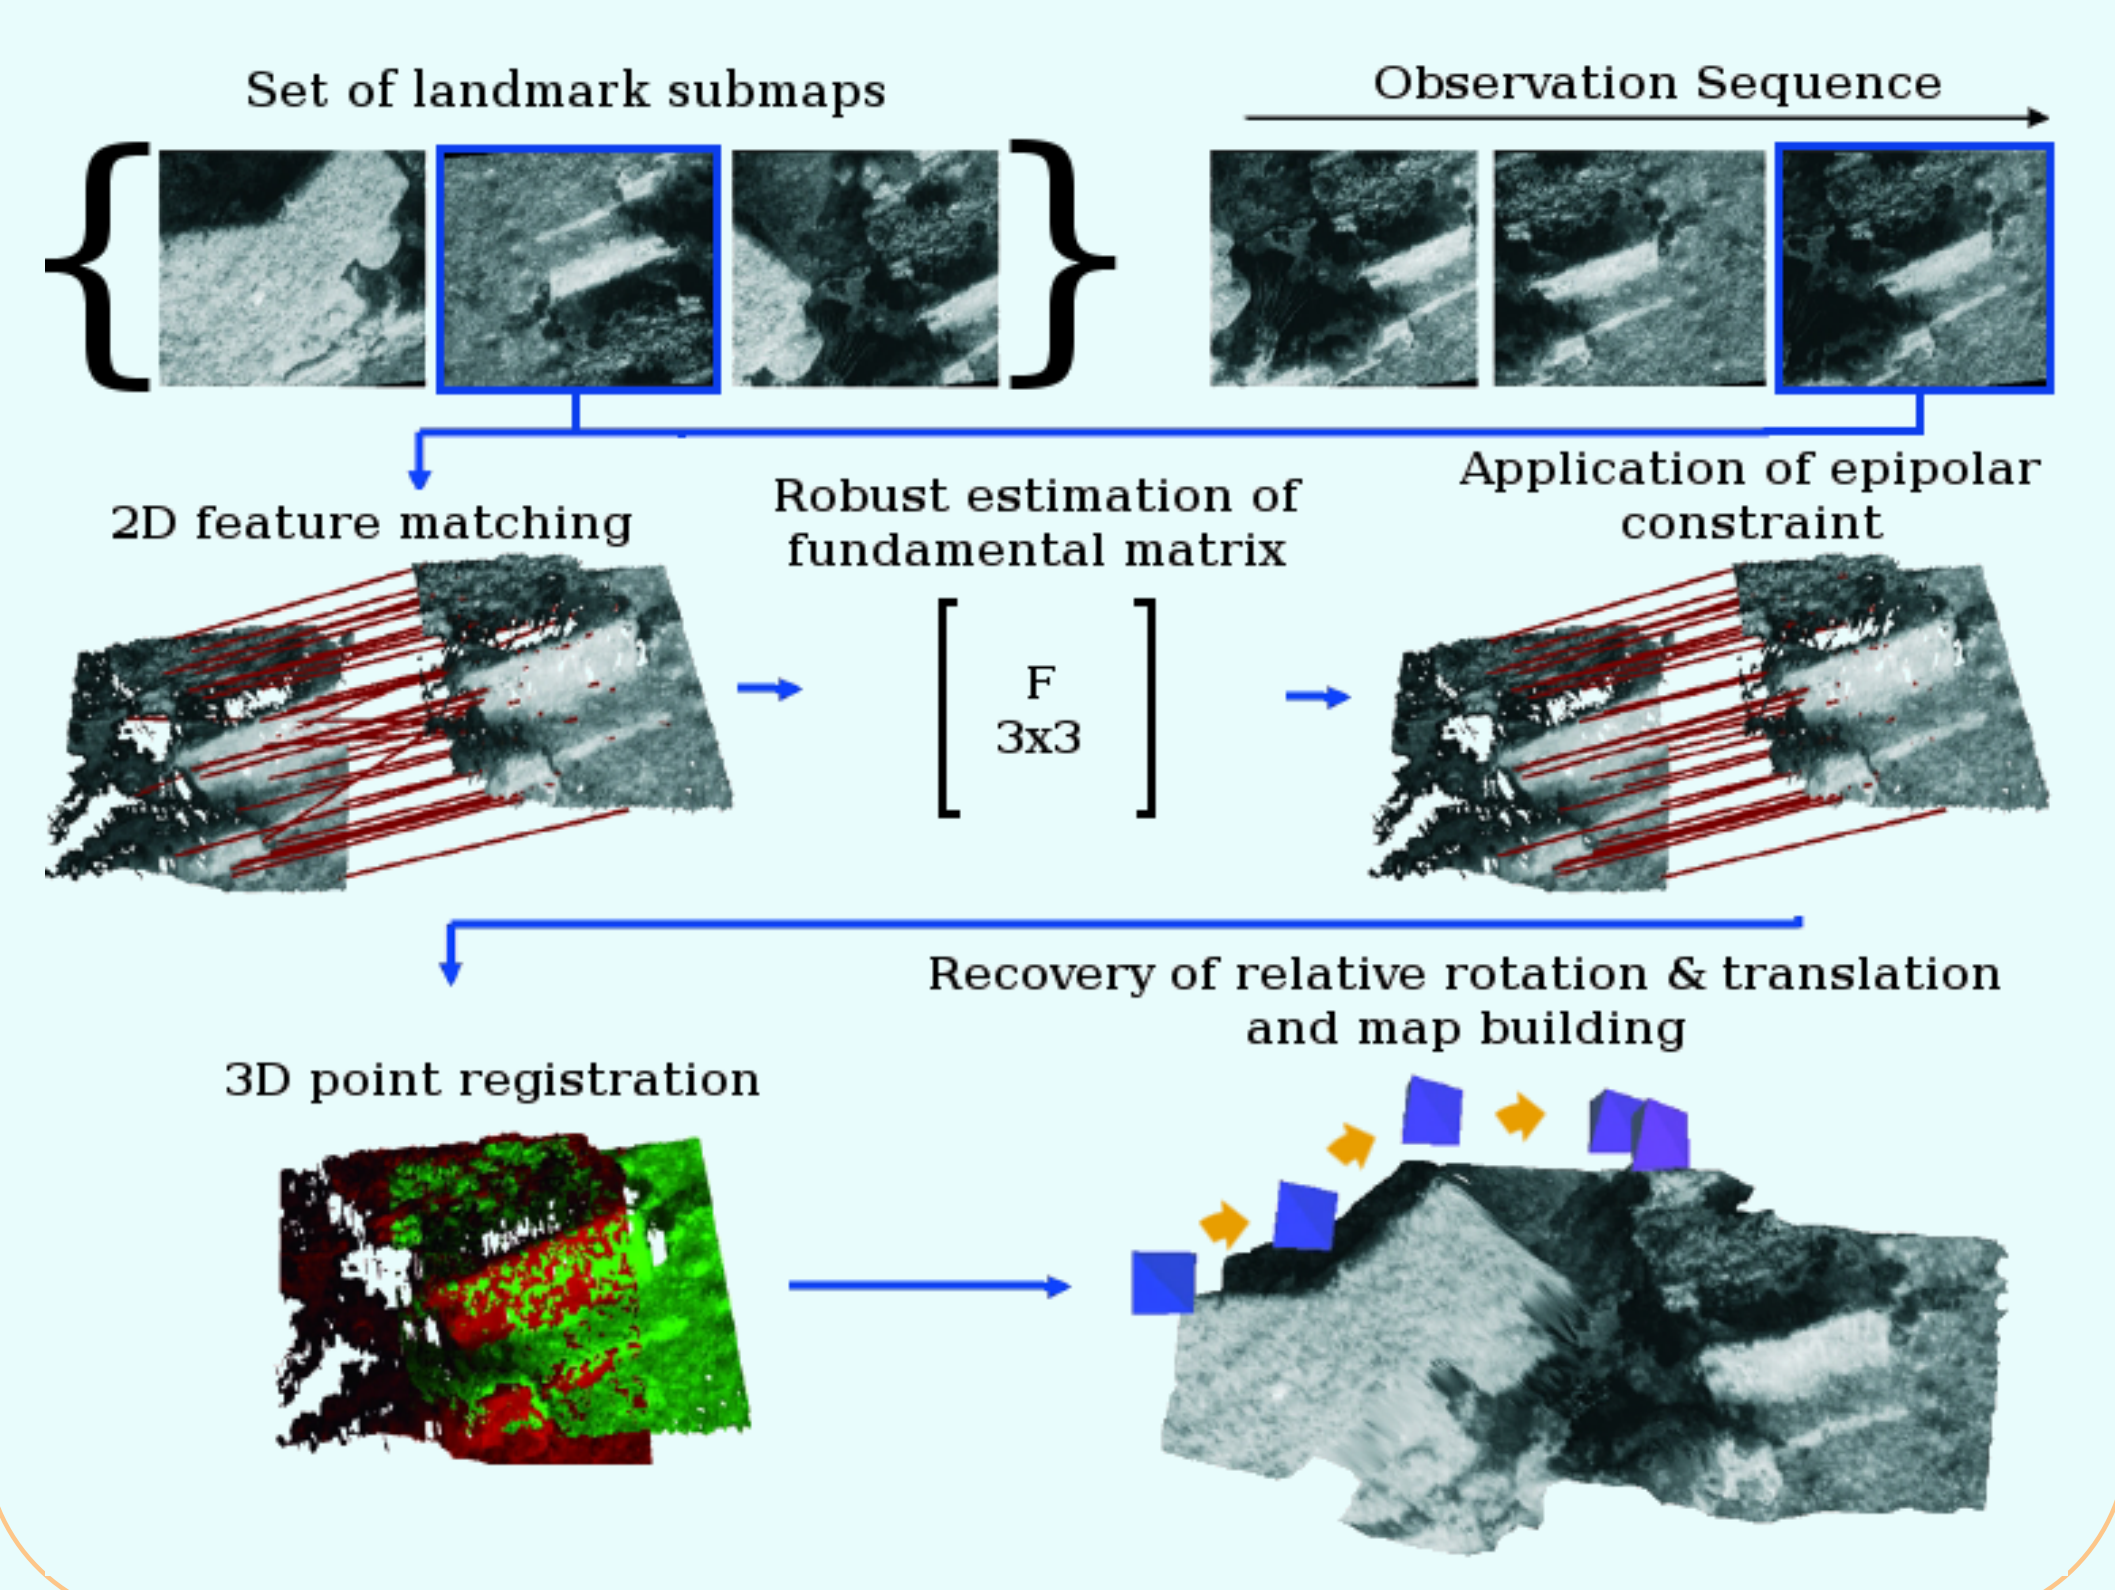 Set of landmark submaps
Observation Sequence
2D feature matching
Robust estimation of
fundamental matrix
Application of epipolar
constraint
F
3x3
Recovery of relative rotation & translation
and map building
3D point registration